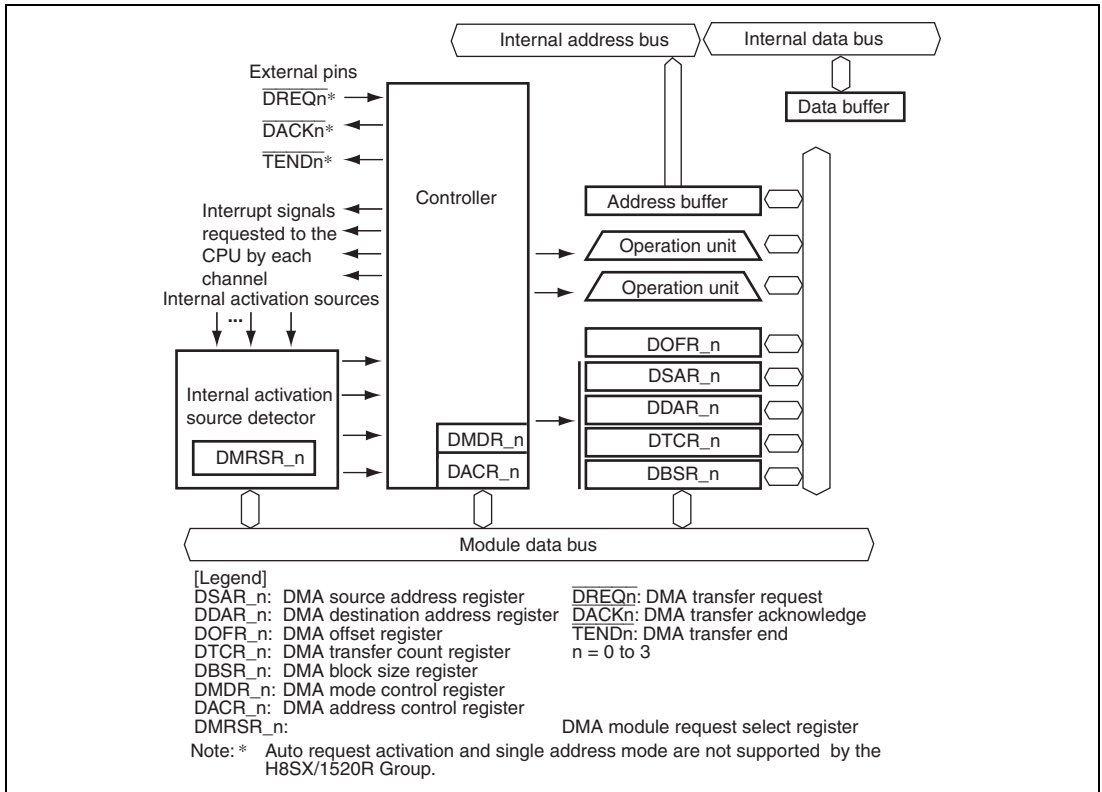 Internal address bus
Internal data bus
External pins
DREQn*
DACKn*
TENDn*
Data buffer
Controller
Address buffer
Interrupt signals
requested to the
CPU by each
channel
Operation unit
Operation unit
Internal activation sources
...
DOFR_n
DSAR_n
Internal activation
source detector
DDAR_n
DMDR_n
DTCR_n
DMRSR_n
DACR_n
DBSR_n
Module data bus
[Legend]
DSAR_n: DMA source address register
DDAR_n: DMA destination address register
DOFR_n: DMA offset register
DTCR_n: DMA transfer count register
DBSR_n: DMA block size register
DMDR_n: DMA mode control register
DACR_n: DMA address control register
DMRSR_n: DMA module request select register
DREQn: DMA transfer request
DACKn: DMA transfer acknowledge
TENDn: DMA transfer end
n = 0 to 3
Note: * Auto request activation and single address mode are not supported by the
H8SX/1520R Group.